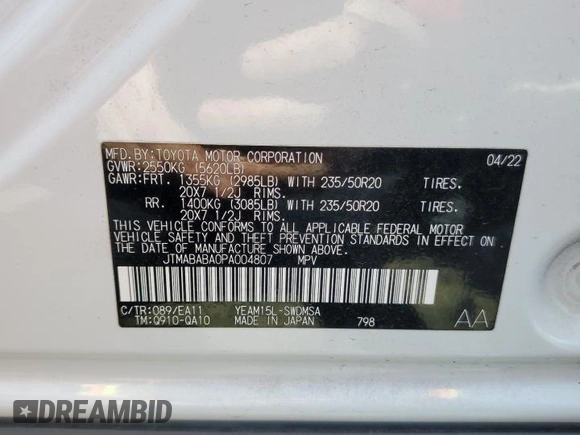 MFD.BY:TOYOTA MOTOR CORPORATION 04/22
GVWR:2550KG (5620LB)
GAWR:FRT. 1355KG (2985LB) WITH 235/50R20 TIRES.
20X7 1/2J RIMS.
RR. 1400KG (3085LB) WITH 235/50R20 TIRES.
20X7 1/2J RIMS.
THIS VEHICLE CONFORMS TO ALL APPLICABLE FEDERAL MOTOR
VEHICLE SAFETY AND THEFT PREVENTION STANDARDS IN EFFECT ON
THE DATE OF MANUFACTURE SHOWN ABOVE.
JTMABABA0PA004807 MPV
C/TR:089/EA11 YEAM15L-SWDMSA AA
TM:Q910-QA10 MADE IN JAPAN 798
DREAMBID